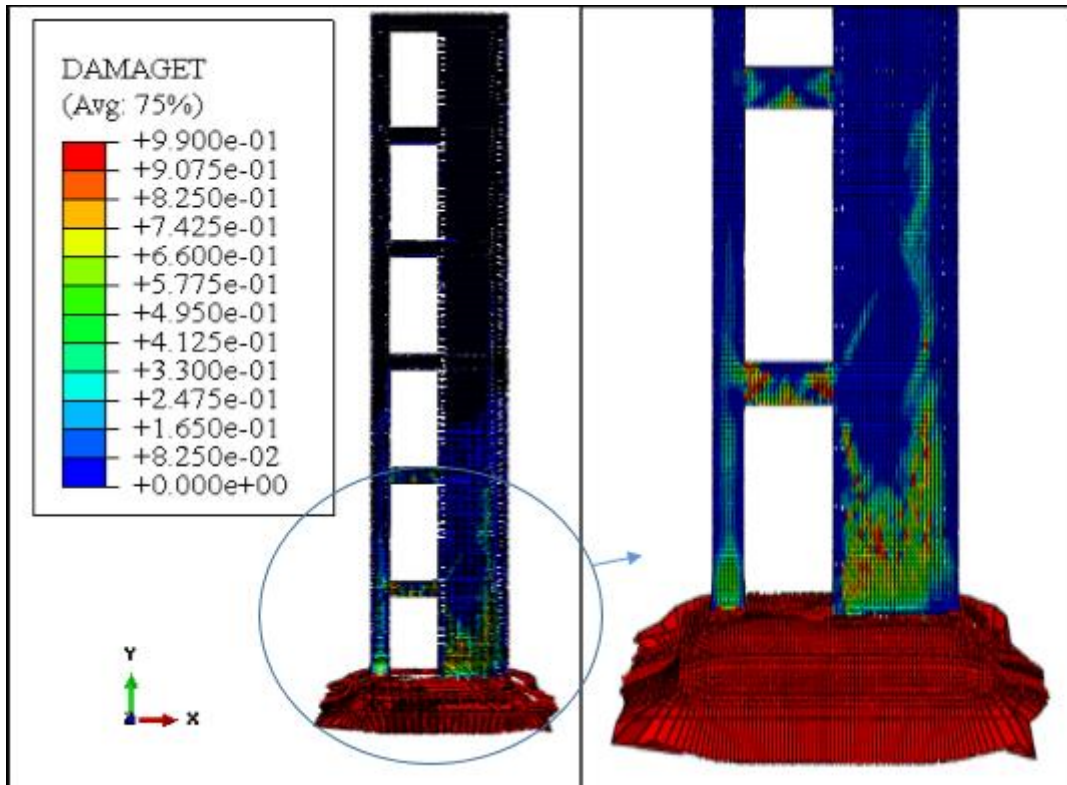 DAMAGET
(Avg: 75%)
+9.900e-01
+9.075e-01
+8.250e-01
+7.425e-01
+6.600e-01
+5.775e-01
+4.950e-01
+4.125e-01
+3.300e-01
+2.475e-01
+1.650e-01
+8.250e-02
+0.000e+00
Y
X